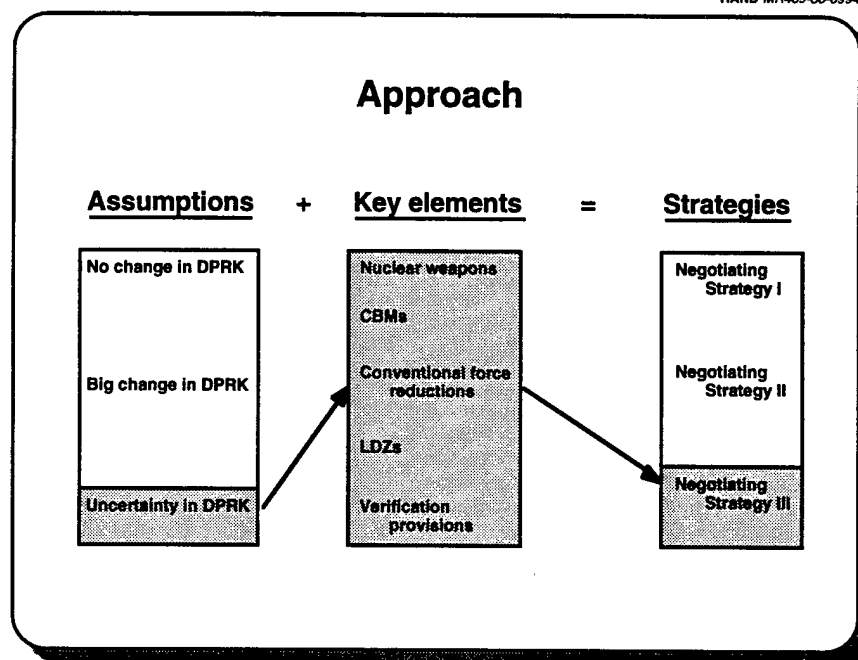 Approach
Assumptions + Key elements = Strategies
No change in DPRK
Big change in DPRK
Uncertainty in DPRK
Nuclear weapons
CBMs
Conventional force
reductions
LDZs
Verification
provisions
Negotiating
Strategy I
Negotiating
Strategy II
Negotiating
Strategy III